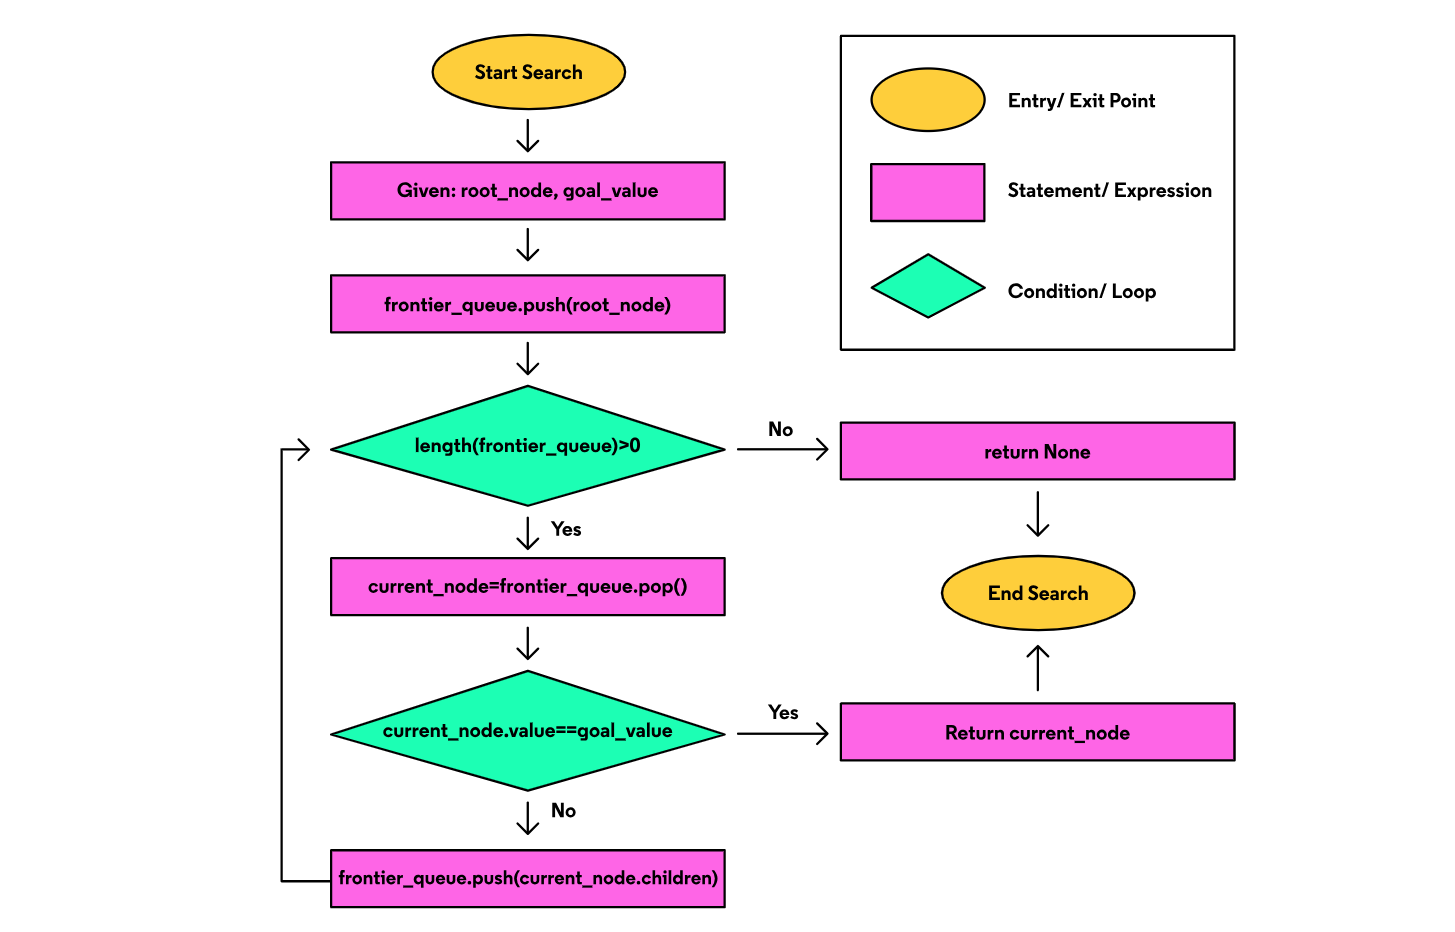 Start Search
Given: root_node, goal_value
frontier_queue.push(root_node)
length(frontier_queue)>0
No
return None
Yes
current_node=frontier_queue.pop()
End Search
current_node.value==goal_value
Yes
Return current_node
No
frontier_queue.push(current_node.children)
Entry/ Exit Point
Statement/ Expression
Condition/ Loop